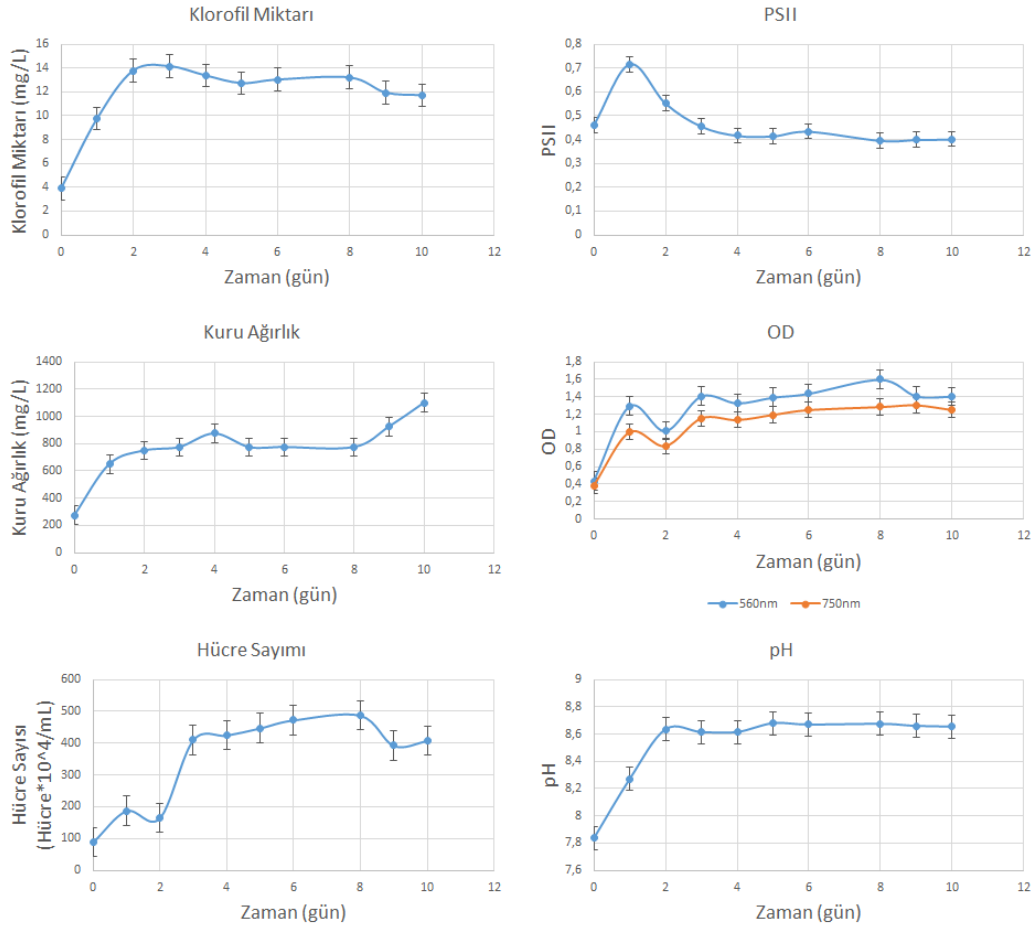 Klorofil Miktarı
Klorofil Miktarı (mg/L)
16
14
12
10
8
6
4
2
0
0 2 4 6 8 10 12
Zaman (gün)
PSII
PSII
0,8
0,7
0,6
0,5
0,4
0,3
0,2
0,1
0
0 2 4 6 8 10 12
Zaman (gün)
Kuru Ağırlık
Kuru Ağırlık (mg/L)
1400
1200
1000
800
600
400
200
0
0 2 4 6 8 10 12
Zaman (gün)
OD
OD
1,8
1,6
1,4
1,2
1
0,8
0,6
0,4
0,2
0
0 2 4 6 8 10 12
Zaman (gün)
560nm 750nm
Hücre Sayımı
Hücre Sayısı
(Hücre*10^4/mL)
600
500
400
300
200
100
0
0 2 4 6 8 10 12
Zaman (gün)
pH
pH
9
8,8
8,6
8,4
8,2
8
7,8
7,6
0 2 4 6 8 10 12
Zaman (gün)